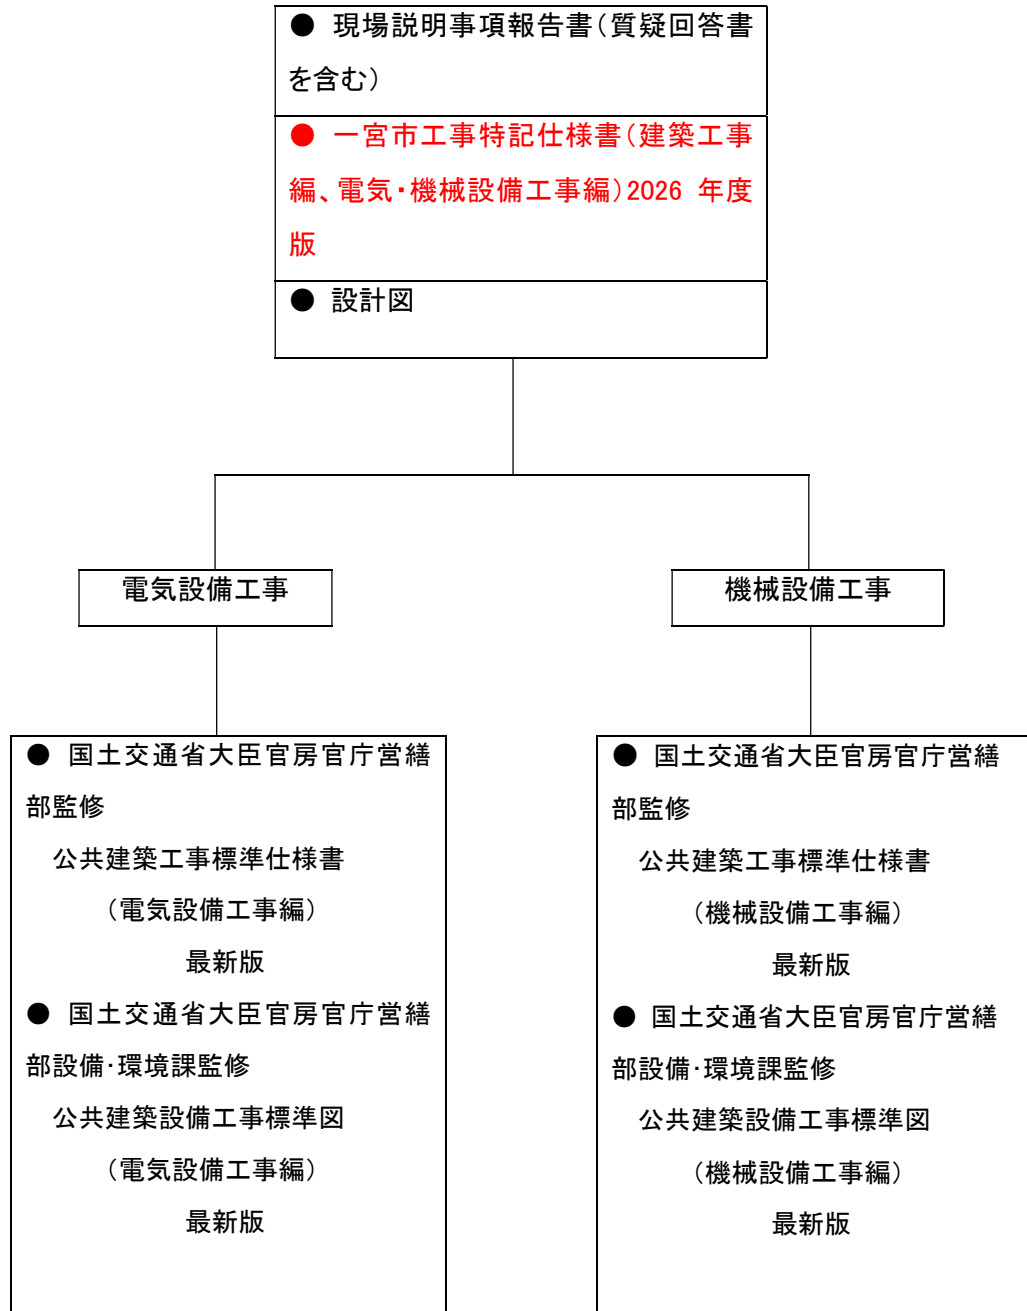 ● 現場説明事項報告書（質疑回答書
を含む）
● 一宮市工事特記仕様書（建築工事
編、電気・機械設備工事編）2026 年度
版
● 設計図
電気設備工事
機械設備工事
● 国土交通省大臣官房官庁営繕
部監修
公共建築工事標準仕様書
（電気設備工事編）
最新版
● 国土交通省大臣官房官庁営繕
部設備・環境課監修
公共建築設備工事標準図
（電気設備工事編）
最新版
● 国土交通省大臣官房官庁営繕
部監修
公共建築工事標準仕様書
（機械設備工事編）
最新版
● 国土交通省大臣官房官庁営繕
部設備・環境課監修
公共建築設備工事標準図
（機械設備工事編）
最新版